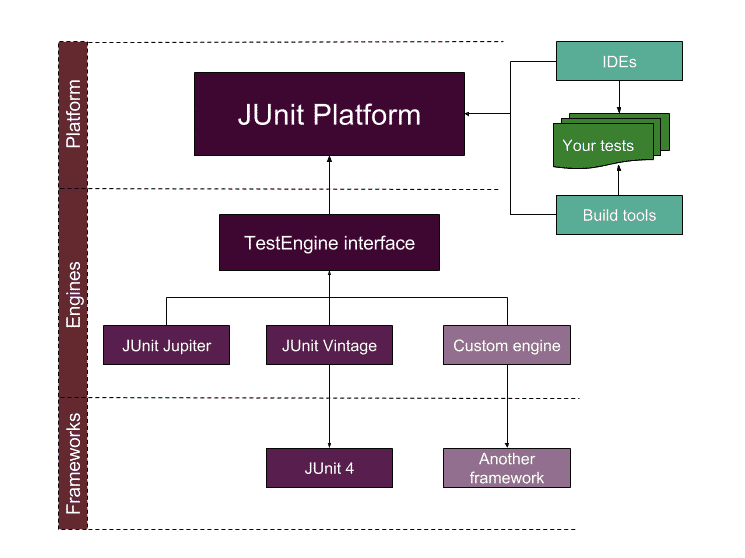 Platform
JUnit Platform
IDEs
Your tests
Build tools
Engines
TestEngine interface
JUnit Jupiter
JUnit Vintage
Custom engine
Frameworks
JUnit 4
Another
framework